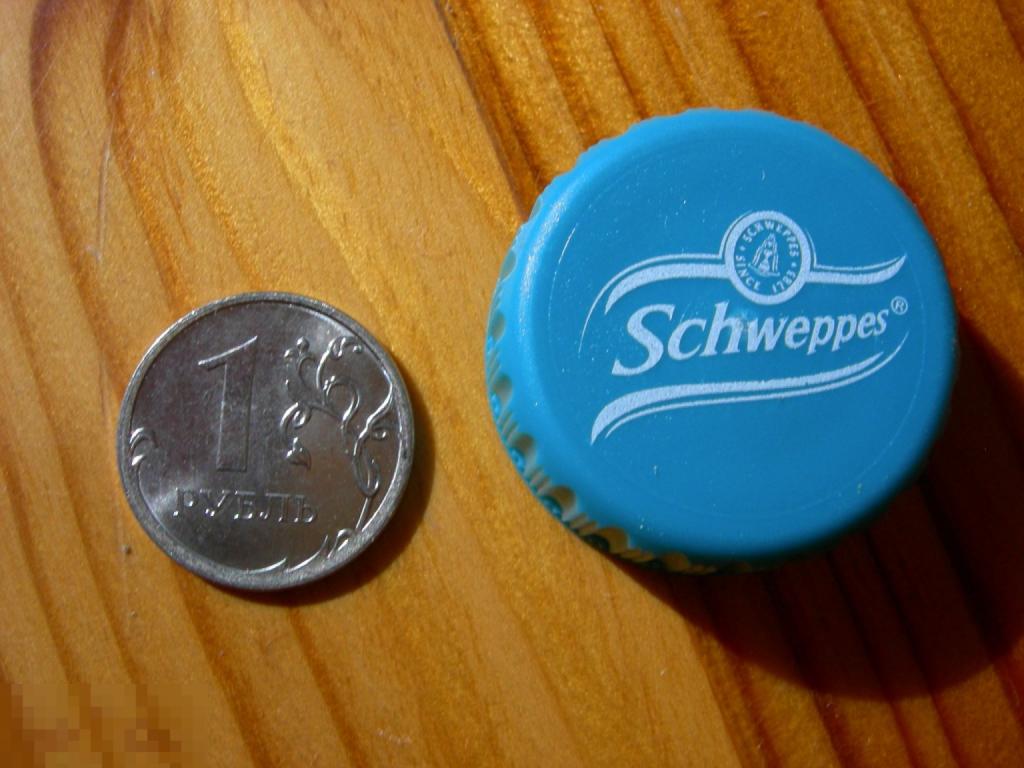 1
РУБЛЬ
SCHWEPPES
SINCE 1783
Schweppes®